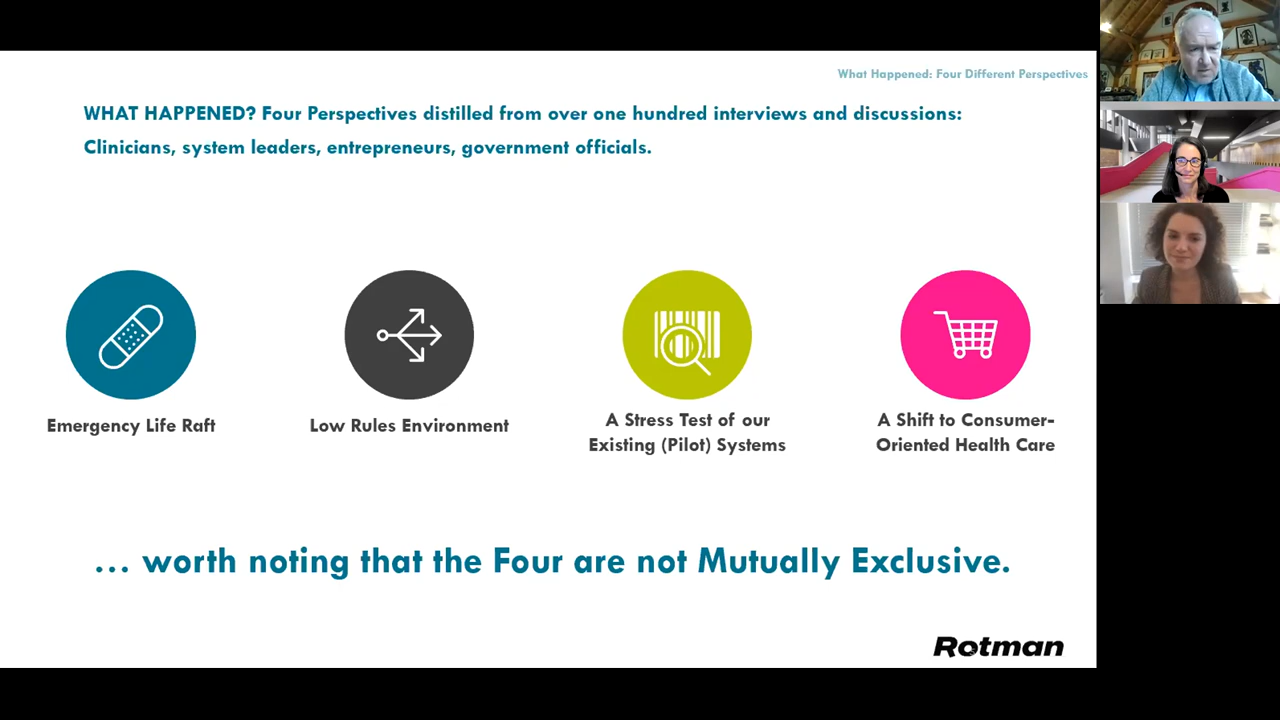 What Happened: Four Different Perspectives
WHAT HAPPENED? Four Perspectives distilled from over one hundred interviews and discussions:
Clinicians, system leaders, entrepreneurs, government officials.
Emergency Life Raft
Low Rules Environment
A Stress Test of our
Existing (Pilot) Systems
A Shift to Consumer-
Oriented Health Care
... worth noting that the Four are not Mutually Exclusive.
Rotman